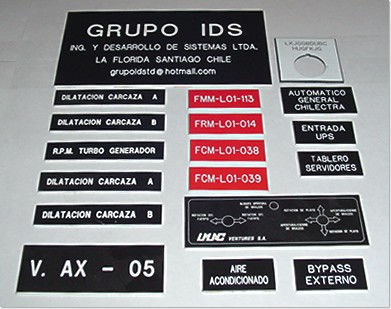 GRUPO IDS
ING. Y DESARROLLO DE SISTEMAS LTDA.
LA FLORIDA SANTIAGO CHILE
grupoidstd@hotmail.com
LKJGOBOUBC
HUGFKJG
DILATACION CARCAZA A
DILATACION CARCAZA B
R.P.M. TURBO GENERADOR
DILATACION CARCAZA A
DILATACION CARCAZA B
V. AX - 05
FMM-L01-113
FRM-L01-014
FCM-L01-038
FCM-L01-039
AUTOMATICO
GENERAL
CHILECTRA
ENTRADA
UPS
TABLERO
SERVIDORES
VENTURES S.A.
AIRE
ACONDICIONADO
BYPASS
EXTERNO